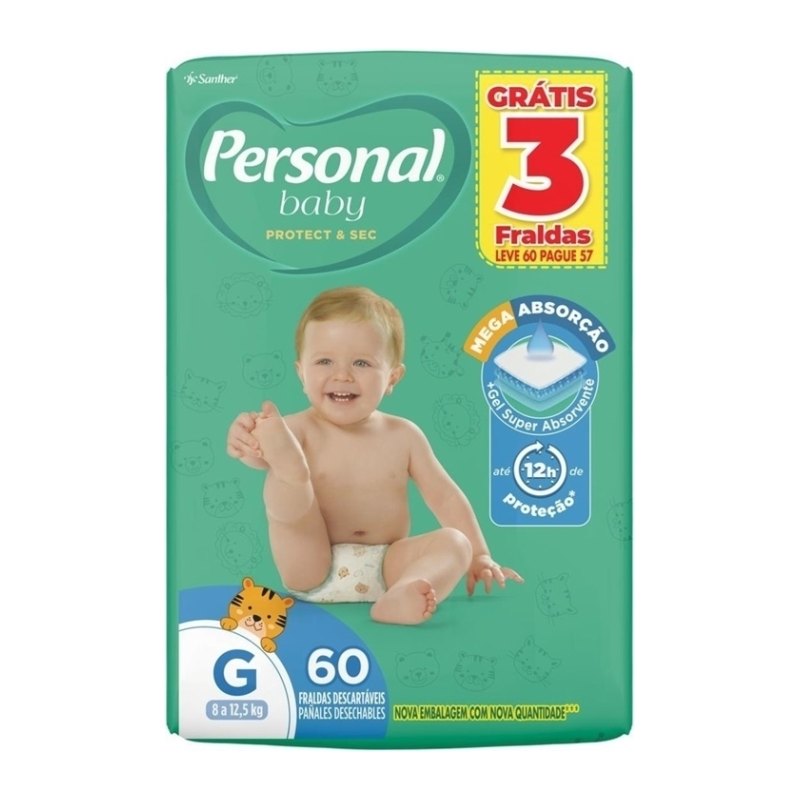 Santher
Personal®
baby
PROTECT & SEC
GRÁTIS
3
Fraldas
LEVE 60 PAGUE 57
MEGA ABSORÇÃO
+Gel Super Absorvente
até 12h de
proteção*
G
8 a 12,5 kg
60
FRALDAS DESCARTÁVEIS
PAÑALES DESECHABLES
NOVA EMBALAGEM COM NOVA QUANTIDADE